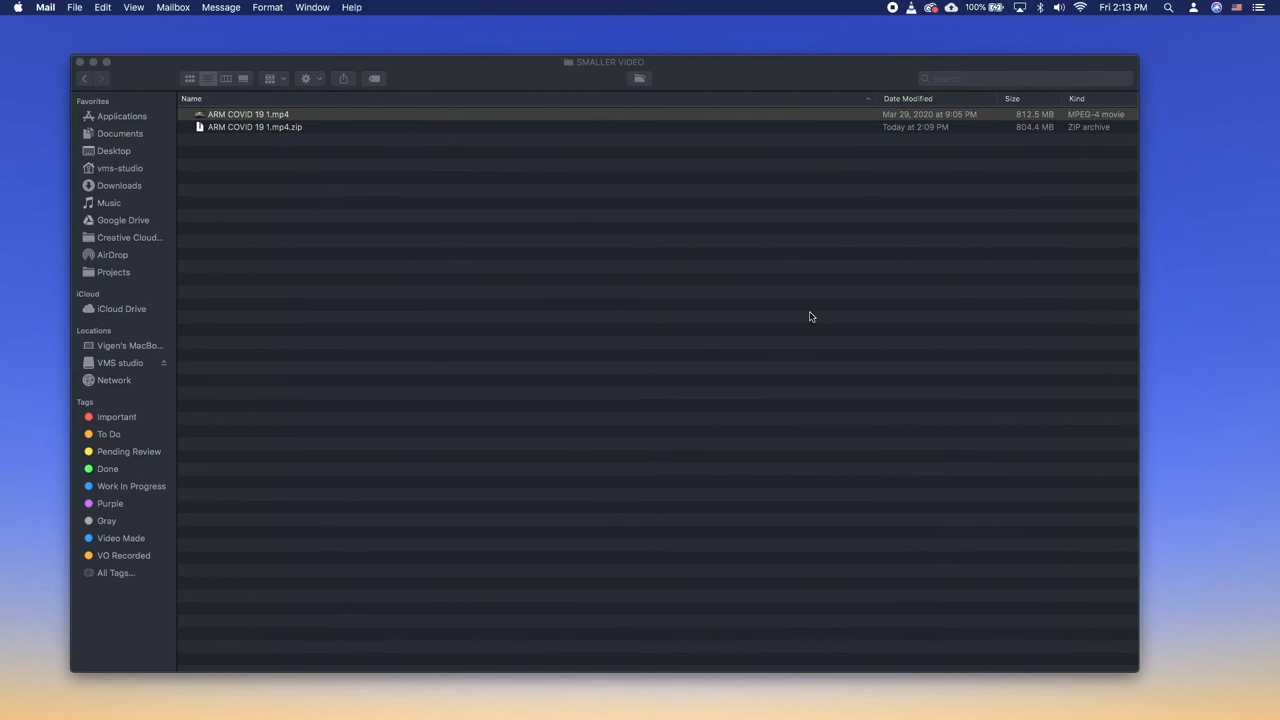 Mail File Edit View Mailbox Message Format Window Help 100% Fri 2:13 PM
SMALLER VIDEO
Search
Favorites
Applications
Documents
Desktop
vms-studio
Downloads
Music
Google Drive
Creative Cloud...
AirDrop
Projects
iCloud
iCloud Drive
Locations
Vigen's MacBo...
VMS studio
Network
Tags
Important
To Do
Pending Review
Done
Work In Progress
Purple
Gray
Video Made
VO Recorded
All Tags...
Name Date Modified Size Kind
ARM COVID 19 1.mp4 Mar 29, 2020 at 9:05 PM 812.5 MB MPEG-4 movie
ARM COVID 19 1.mp4.zip Today at 2:09 PM 804.4 MB ZIP archive